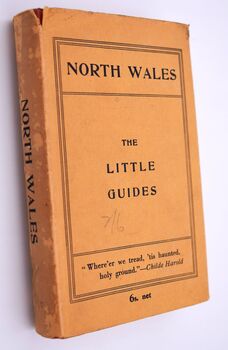 NORTH WALES
THE
LITTLE
GUIDES
7/6
"Where'er we tread, 'tis haunted,
holy ground."—Childe Harold
6s. net
NORTH WALES